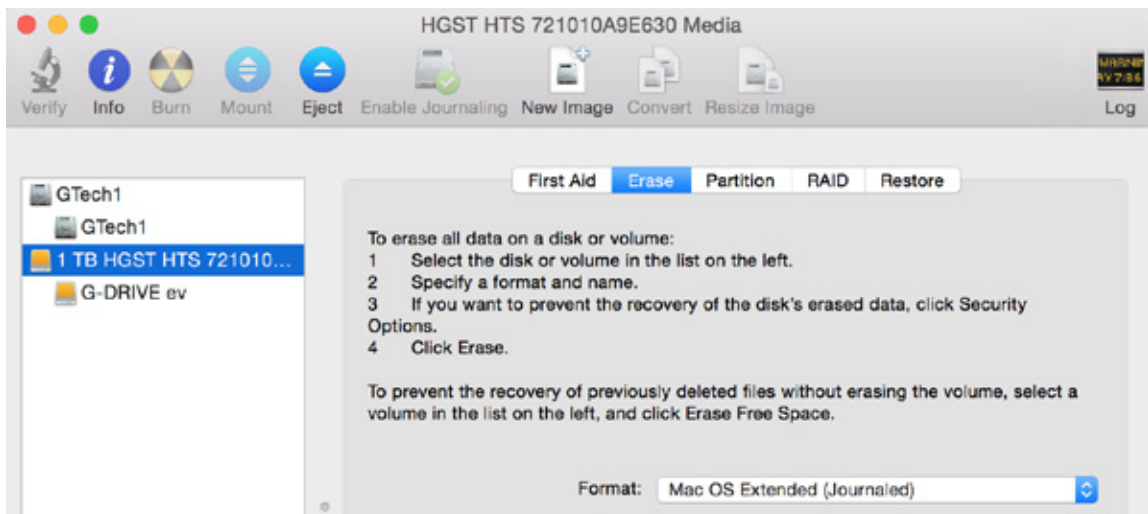 HGST HTS 721010A9E630 Media
Verify Info Burn Mount Eject Enable Journaling New Image Convert Resize Image Log
WARNIN
AY 7:36
GTech1
GTech1
1 TB HGST HTS 721010...
G-DRIVE ev
First Aid Erase Partition RAID Restore
To erase all data on a disk or volume:
1 Select the disk or volume in the list on the left.
2 Specify a format and name.
3 If you want to prevent the recovery of the disk's erased data, click Security
Options.
4 Click Erase.
To prevent the recovery of previously deleted files without erasing the volume, select a
volume in the list on the left, and click Erase Free Space.
Format: Mac OS Extended (Journaled)